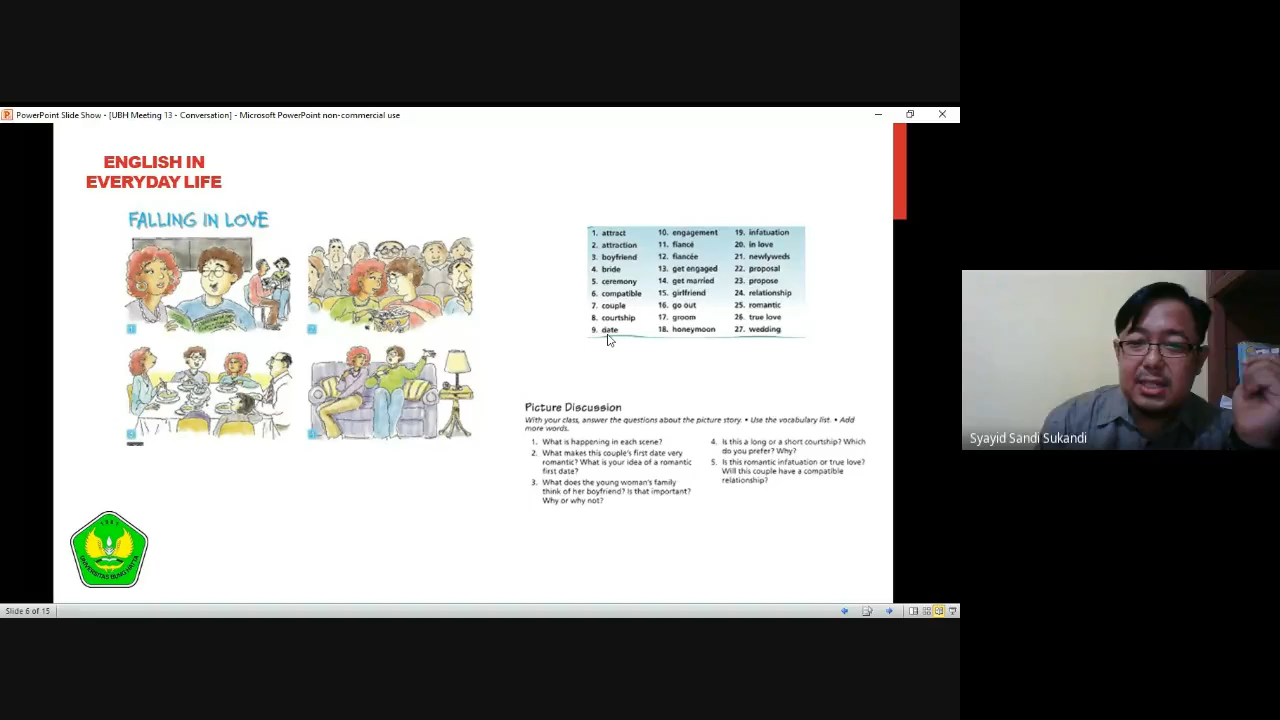 PowerPoint Slide Show - [UBH Meeting 13 - Conversation] - Microsoft PowerPoint non-commercial use
ENGLISH IN
EVERYDAY LIFE
FALLING IN LOVE
1. attract
2. attraction
3. boyfriend
4. bride
5. ceremony
6. compatible
7. couple
8. courtship
9. date
10. engagement
11. fiancé
12. fiancée
13. get engaged
14. get married
15. girlfriend
16. go out
17. groom
18. honeymoon
19. infatuation
20. in love
21. newlyweds
22. proposal
23. propose
24. relationship
25. romantic
26. true love
27. wedding
Picture Discussion
With your class, answer the questions about the picture story. • Use the vocabulary list. • Add
more words.
1. What is happening in each scene?
2. What makes this couple's first date very
romantic? What is your idea of a romantic
first date?
3. What does the young woman's family
think of her boyfriend? Is that important?
Why or why not?
4. Is this a long or a short courtship? Which
do you prefer? Why?
5. Is this romantic infatuation or true love?
Will this couple have a compatible
relationship?
UNIVERSITAS BUNG HATTA
Syayid Sandi Sukandi
Slide 6 of 15